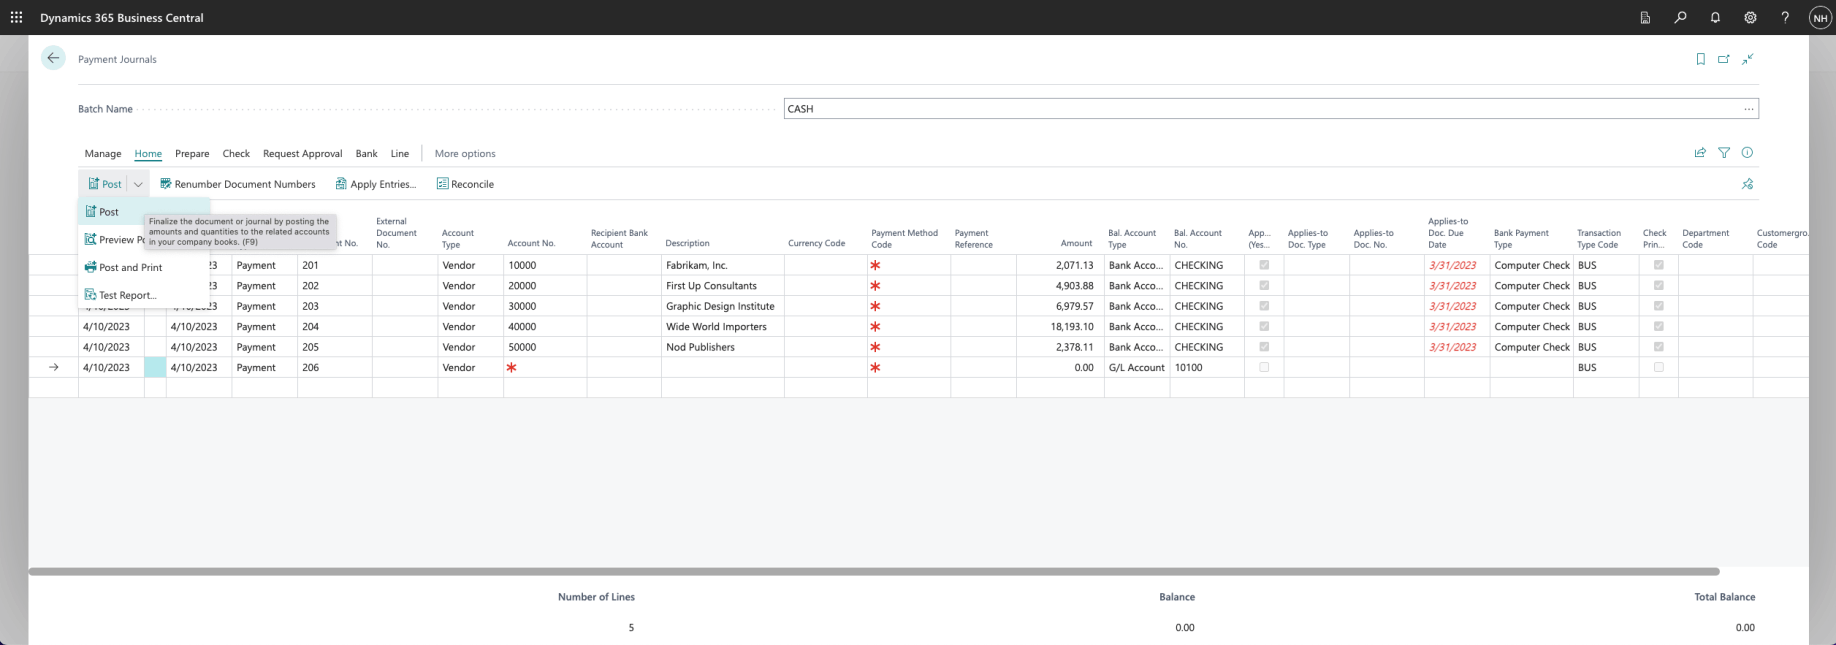 Dynamics 365 Business Central
NH
Payment Journals
Batch Name
CASH
Manage Home Prepare Check Request Approval Bank Line More options
Post Renumber Document Numbers Apply Entries... Reconcile
Post
Preview Po
Post and Print
Test Report...
Finalize the document or journal by posting the
amounts and quantities to the related accounts
in your company books. (F9)
nt No. External Document No. Account Type Account No. Recipient Bank Account Description Currency Code Payment Method Code Payment Reference Amount Bal. Account Type Bal. Account No. App... (Yes... Applies-to Doc. Type Applies-to Doc. No. Applies-to Doc. Due Date Bank Payment Type Transaction Type Code Check Prin... Department Code Customergro. Code
23 Payment 201 Vendor 10000 Fabrikam, Inc. * 2,071.13 Bank Acco... CHECKING 3/31/2023 Computer Check BUS
23 Payment 202 Vendor 20000 First Up Consultants * 4,903.88 Bank Acco... CHECKING 3/31/2023 Computer Check BUS
4/10/2023 4/10/2023 Payment 203 Vendor 30000 Graphic Design Institute * 6,979.57 Bank Acco... CHECKING 3/31/2023 Computer Check BUS
4/10/2023 4/10/2023 Payment 204 Vendor 40000 Wide World Importers * 18,193.10 Bank Acco... CHECKING 3/31/2023 Computer Check BUS
4/10/2023 4/10/2023 Payment 205 Vendor 50000 Nod Publishers * 2,378.11 Bank Acco... CHECKING 3/31/2023 Computer Check BUS
4/10/2023 4/10/2023 Payment 206 Vendor * * 0.00 G/L Account 10100 BUS
Number of Lines Balance Total Balance
5 0.00 0.00